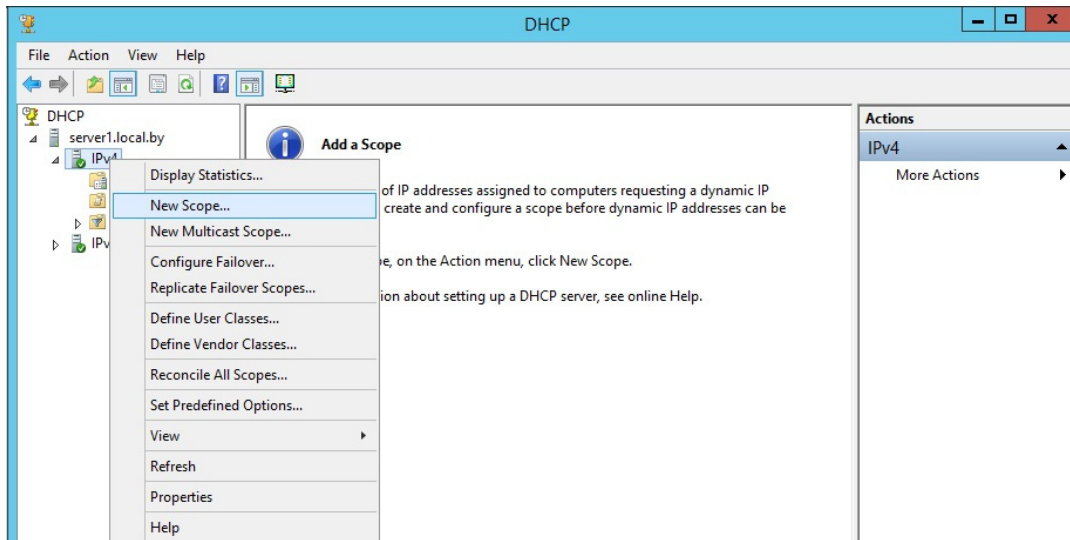 DHCP
File Action View Help
DHCP
server1.local.by
IPv4
IPv
Display Statistics...
New Scope...
New Multicast Scope...
Configure Failover...
Replicate Failover Scopes...
Define User Classes...
Define Vendor Classes...
Reconcile All Scopes...
Set Predefined Options...
View
Refresh
Properties
Help
Add a Scope
of IP addresses assigned to computers requesting a dynamic IP
create and configure a scope before dynamic IP addresses can be
e, on the Action menu, click New Scope.
ion about setting up a DHCP server, see online Help.
Actions
IPv4
More Actions